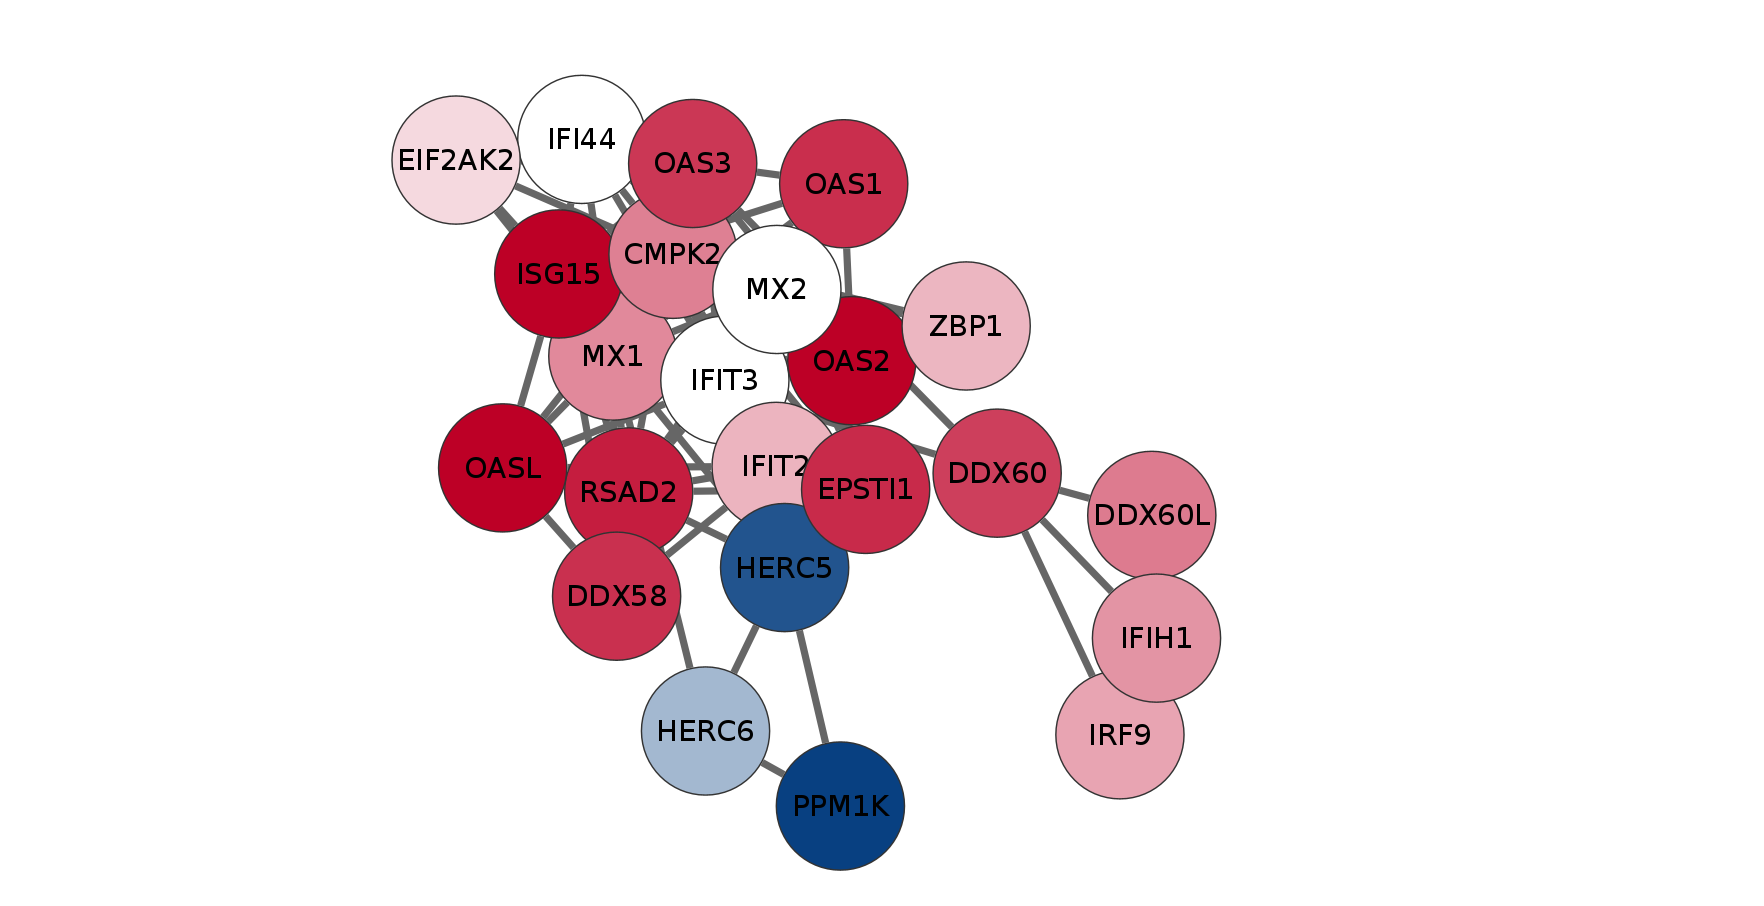 IFI44
EIF2AK2
OAS3
OAS1
CMPK2
ISG15
MX2
ZBP1
MX1
OAS2
IFIT3
IFIT2
OASL
DDX60
EPSTI1
RSAD2
DDX60L
HERC5
DDX58
IFIH1
HERC6
IRF9
PPM1K